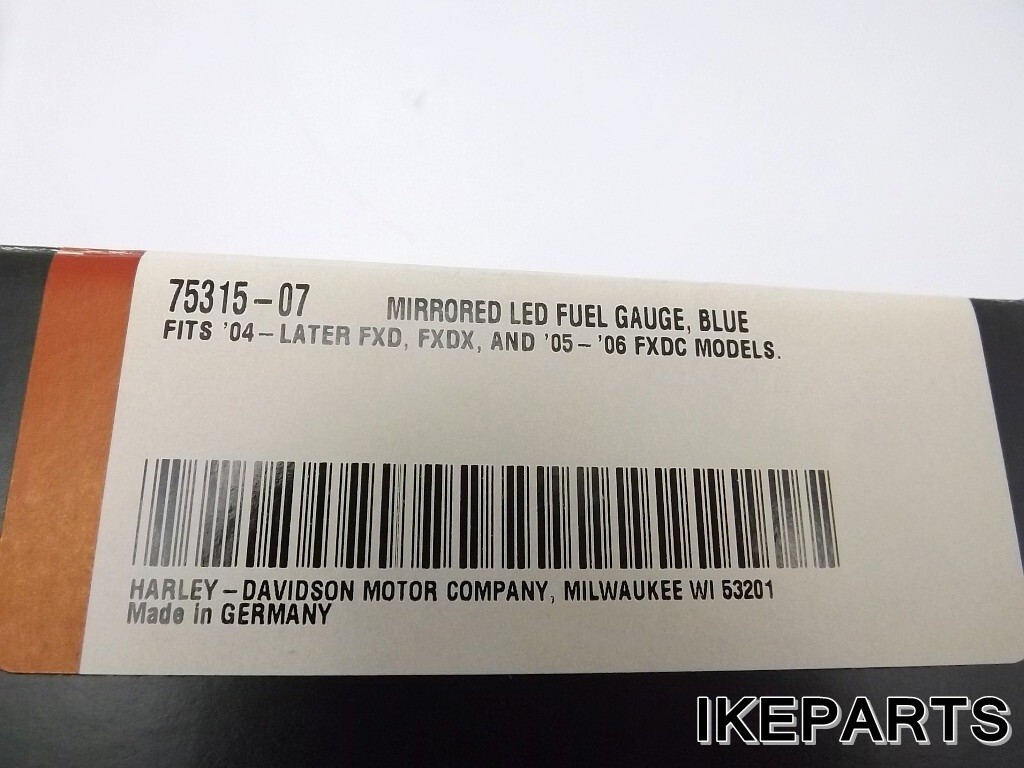 75315-07 MIRRORED LED FUEL GAUGE, BLUE
FITS '04-LATER FXD, FXDX, AND '05-'06 FXDC MODELS.
HARLEY-DAVIDSON MOTOR COMPANY, MILWAUKEE WI 53201
Made in GERMANY
IKEPARTS